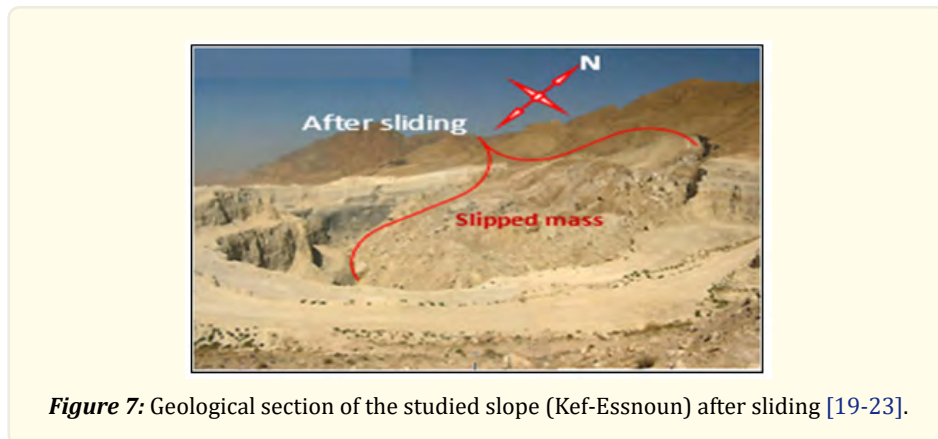 N
After sliding
Slipped mass
Figure 7: Geological section of the studied slope (Kef-Essnoun) after sliding [19-23].